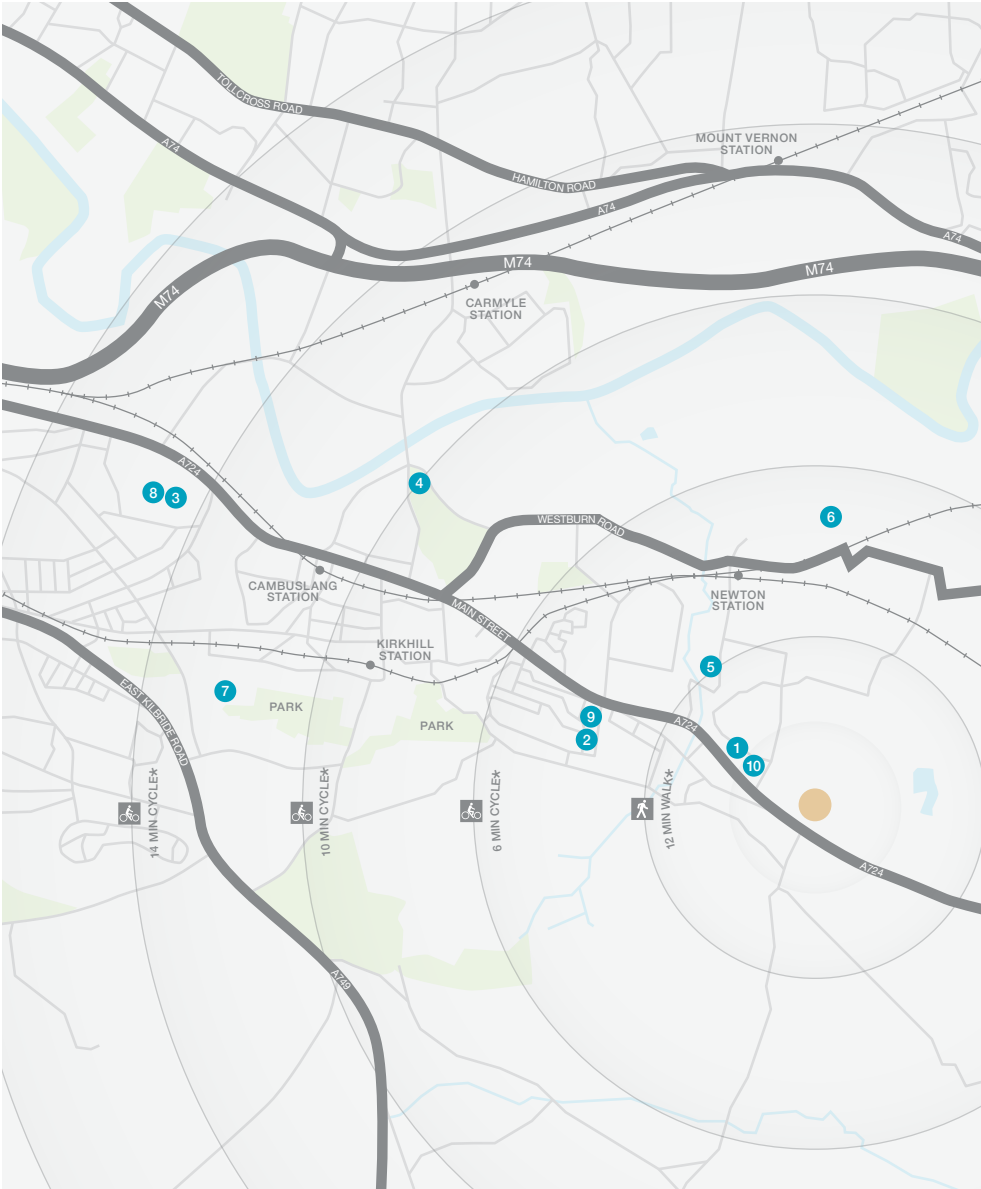 TOLLCROSS ROAD
A74
MOUNT VERNON
STATION
HAMILTON ROAD
A74
A74
M74
M74
M74
CARMYLE
STATION
A724
8
3
4
6
WESTBURN ROAD
CAMBUSLANG
STATION
NEWTON
STATION
MAIN STREET
KIRKHILL
STATION
5
7
PARK
PARK
EAST KILBRIDE ROAD
9
2
A724
1
10
14 MIN CYCLE*
10 MIN CYCLE*
6 MIN CYCLE*
12 MIN WALK*
A724
A749